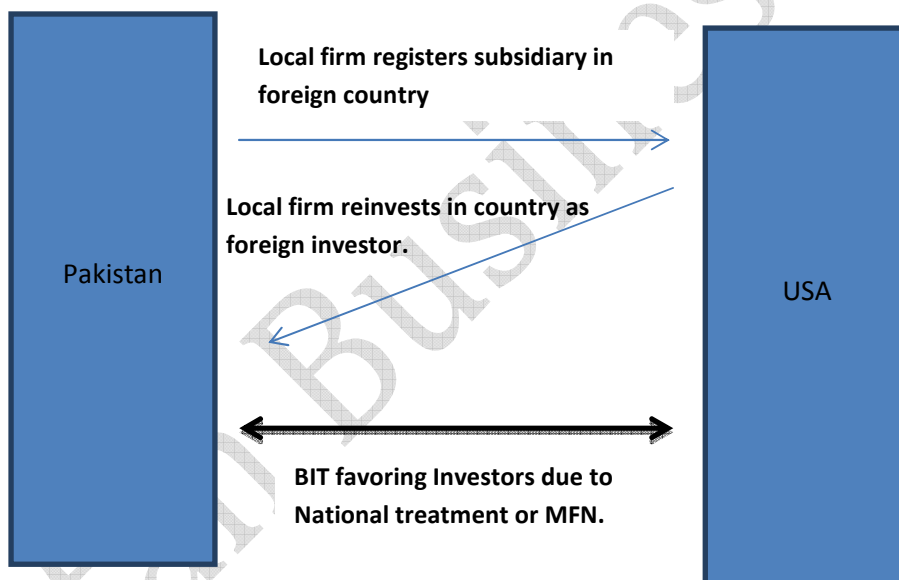 Local firm registers subsidiary in
foreign country
Local firm reinvests in country as
foreign investor.
Pakistan
USA
BIT favoring Investors due to
National treatment or MFN.